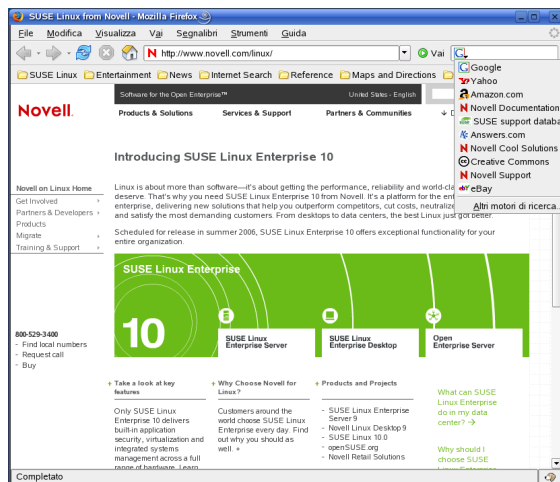 SUSE Linux from Novell - Mozilla Firefox
File Modifica Visualizza Vai Segnalibri Strumenti Guida
N http://www.novell.com/linux/ Vai G
SUSE Linux Entertainment News Internet Search Reference Maps and Directions
Google
Yahoo
Amazon.com
Novell Documentation
SUSE support databa
Answers.com
Novell Cool Solutions
Creative Commons
Novell Support
eBay
Altri motori di ricerca...
Software for the Open Enterprise™ United States - English
Novell.
Products & Solutions Services & Support Partners & Communities
Introducing SUSE Linux Enterprise 10
Novell on Linux Home
Get Involved
Partners & Developers
Products
Migrate
Training & Support
Linux is about more than software—it's about getting the performance, reliability and world-cla
deserve. That's why you need SUSE Linux Enterprise 10 from Novell. It's a platform for the en
enterprise, delivering new solutions that help you outperform competitors, cut costs, neutraliz
and satisfy the most demanding customers. From desktops to data centers, the best Linux just got better.
Scheduled for release in summer 2006, SUSE Linux Enterprise 10 offers exceptional functionality for your
entire organization.
SUSE Linux Enterprise
10
SUSE Linux
Enterprise Server
SUSE Linux
Enterprise Desktop
Open
Enterprise Server
800-529-3400
- Find local numbers
- Request call
- Buy
+ Take a look at key
features
Only SUSE Linux
Enterprise 10 delivers
built-in application
security, virtualization and
integrated systems
management across a full
range of hardware. Learn
+ Why Choose Novell for
Linux?
Customers around the
world choose SUSE Linux
Enterprise every day. Find
out why you should as
well. +
+ Products and Projects
- SUSE Linux Enterprise
Server 9
- Novell Linux Desktop 9
- SUSE Linux 10.0
- openSUSE.org
- Novell Retail Solutions
What can SUSE
Linux Enterprise
do in my data
center? →
Why should I
choose SUSE
Linux Enterprise
Completato